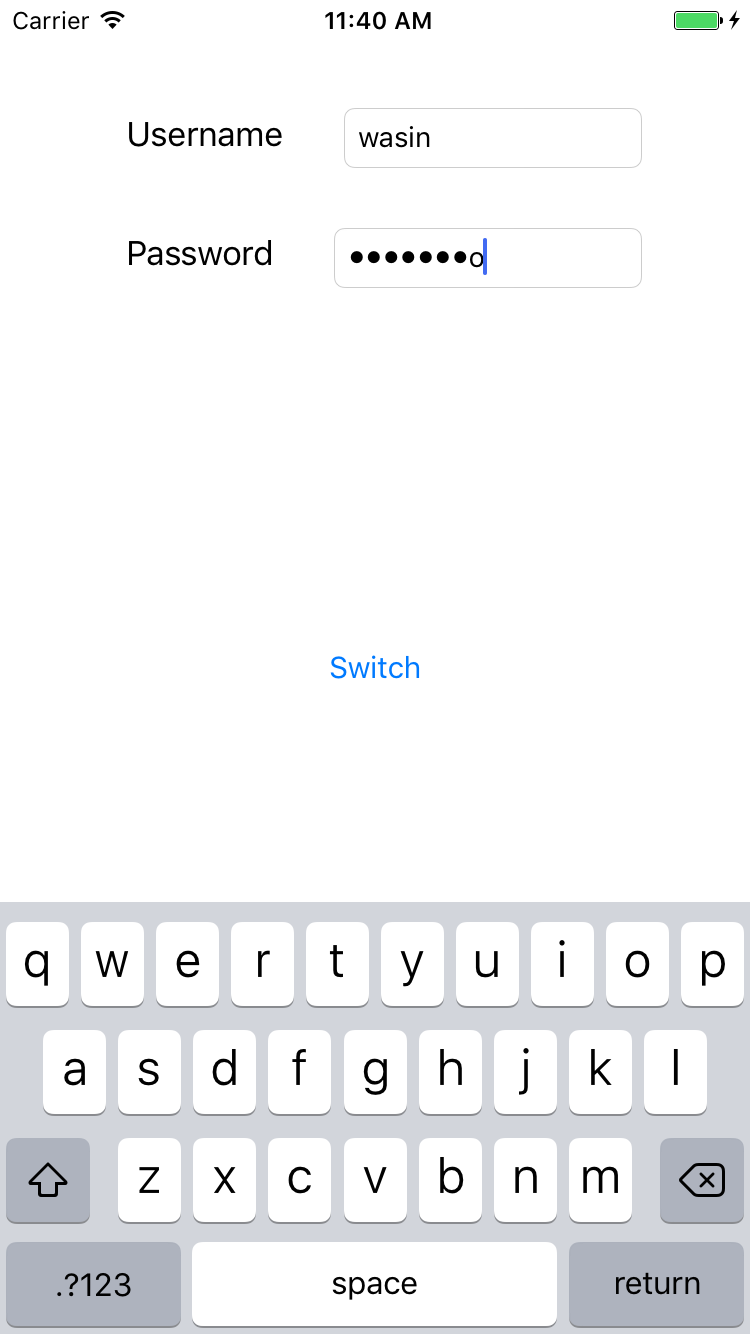 Carrier 11:40 AM
Username wasin
Password •••••••o
Switch
q w e r t y u i o p
a s d f g h j k l
z x c v b n m
.?123 space return